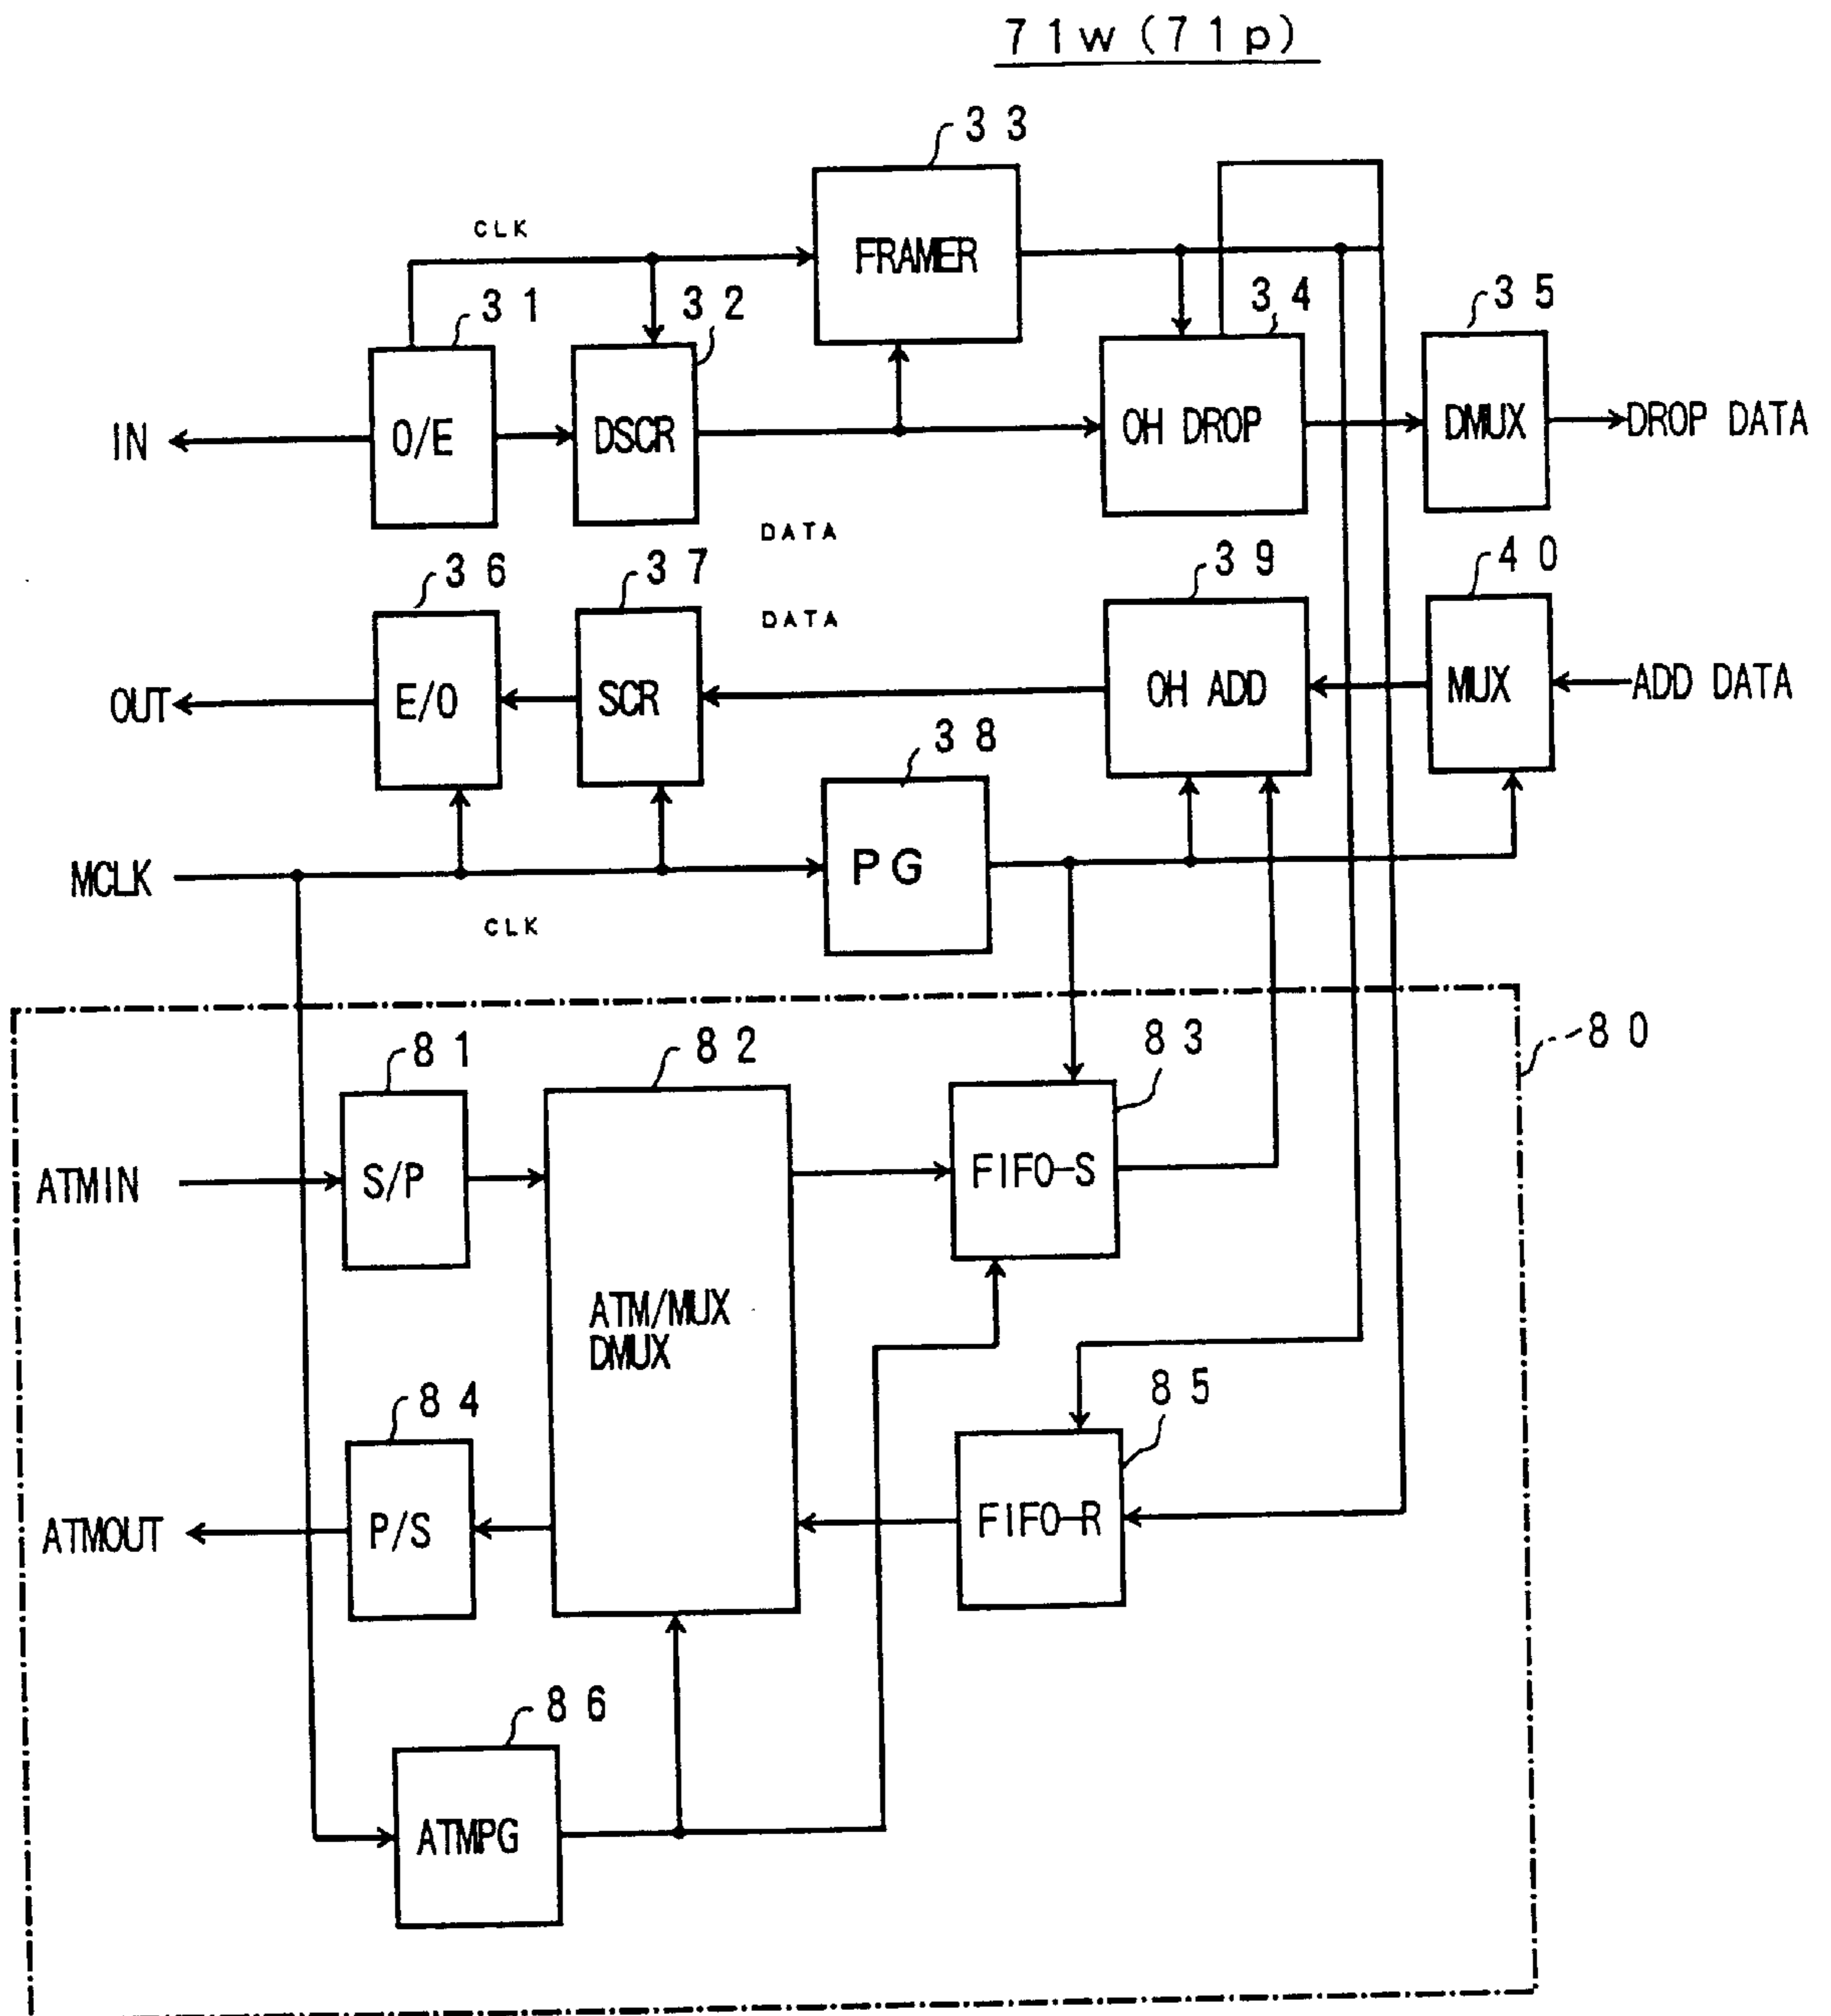 71w(71p)
33
CLK
FRAMER
31
32
34
35
IN
O/E
DSCR
OH DROP
DMUX
DROP DATA
DATA
36
37
39
40
DATA
OUT
E/O
SCR
OH ADD
MUX
ADD DATA
38
MCLK
PG
CLK
80
81
82
83
ATMIN
S/P
FIFO-S
ATM/MUX
DMUX
84
85
ATMOUT
P/S
FIFO-R
86
ATMPG